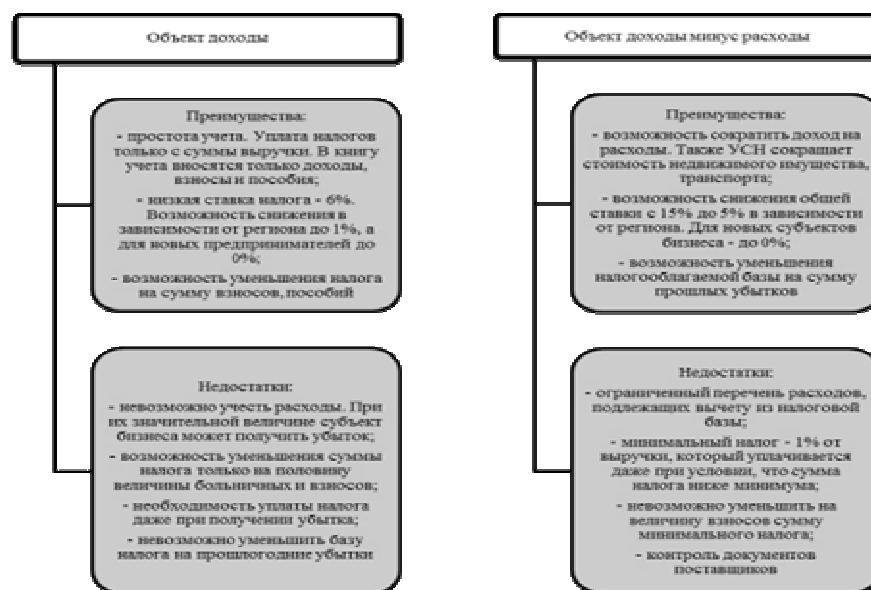 Объект доходы
Преимущества:
- простота учета. Уплата налогов
только с суммы выручки. В книгу
учета вносятся только доходы,
взносы и пособия;
- низкая ставка налога - 6%.
Возможность снижения в
зависимости от региона до 1%, а
для новых предпринимателей до
0%;
- возможность уменьшения налога
на сумму взносов, пособий
Недостатки:
- невозможно учесть расходы. При
их значительной величине субъект
бизнеса может получить убыток;
- возможность уменьшения суммы
налога только на половину
величины больничных и взносов;
- необходимость уплаты налога
даже при получении убытка;
- невозможно уменьшить базу
налога на прошлогодние убытки
Объект доходы минус расходы
Преимущества:
- возможность сократить доход на
расходы. Также УСН сокращает
стоимость недвижимого имущества,
транспорта;
- возможность снижения общей
ставки с 15% до 5% в зависимости
от региона. Для новых субъектов
бизнеса - до 0%;
- возможность уменьшения
налогооблагаемой базы на сумму
прошлых убытков
Недостатки:
- ограниченный перечень расходов,
подлежащих вычету из налоговой
базы;
- минимальный налог - 1% от
выручки, который уплачивается
даже при условии, что сумма
налога ниже минимума;
- невозможно уменьшить на
величину взносов сумму
минимального налога;
- контроль документов
поставщиков